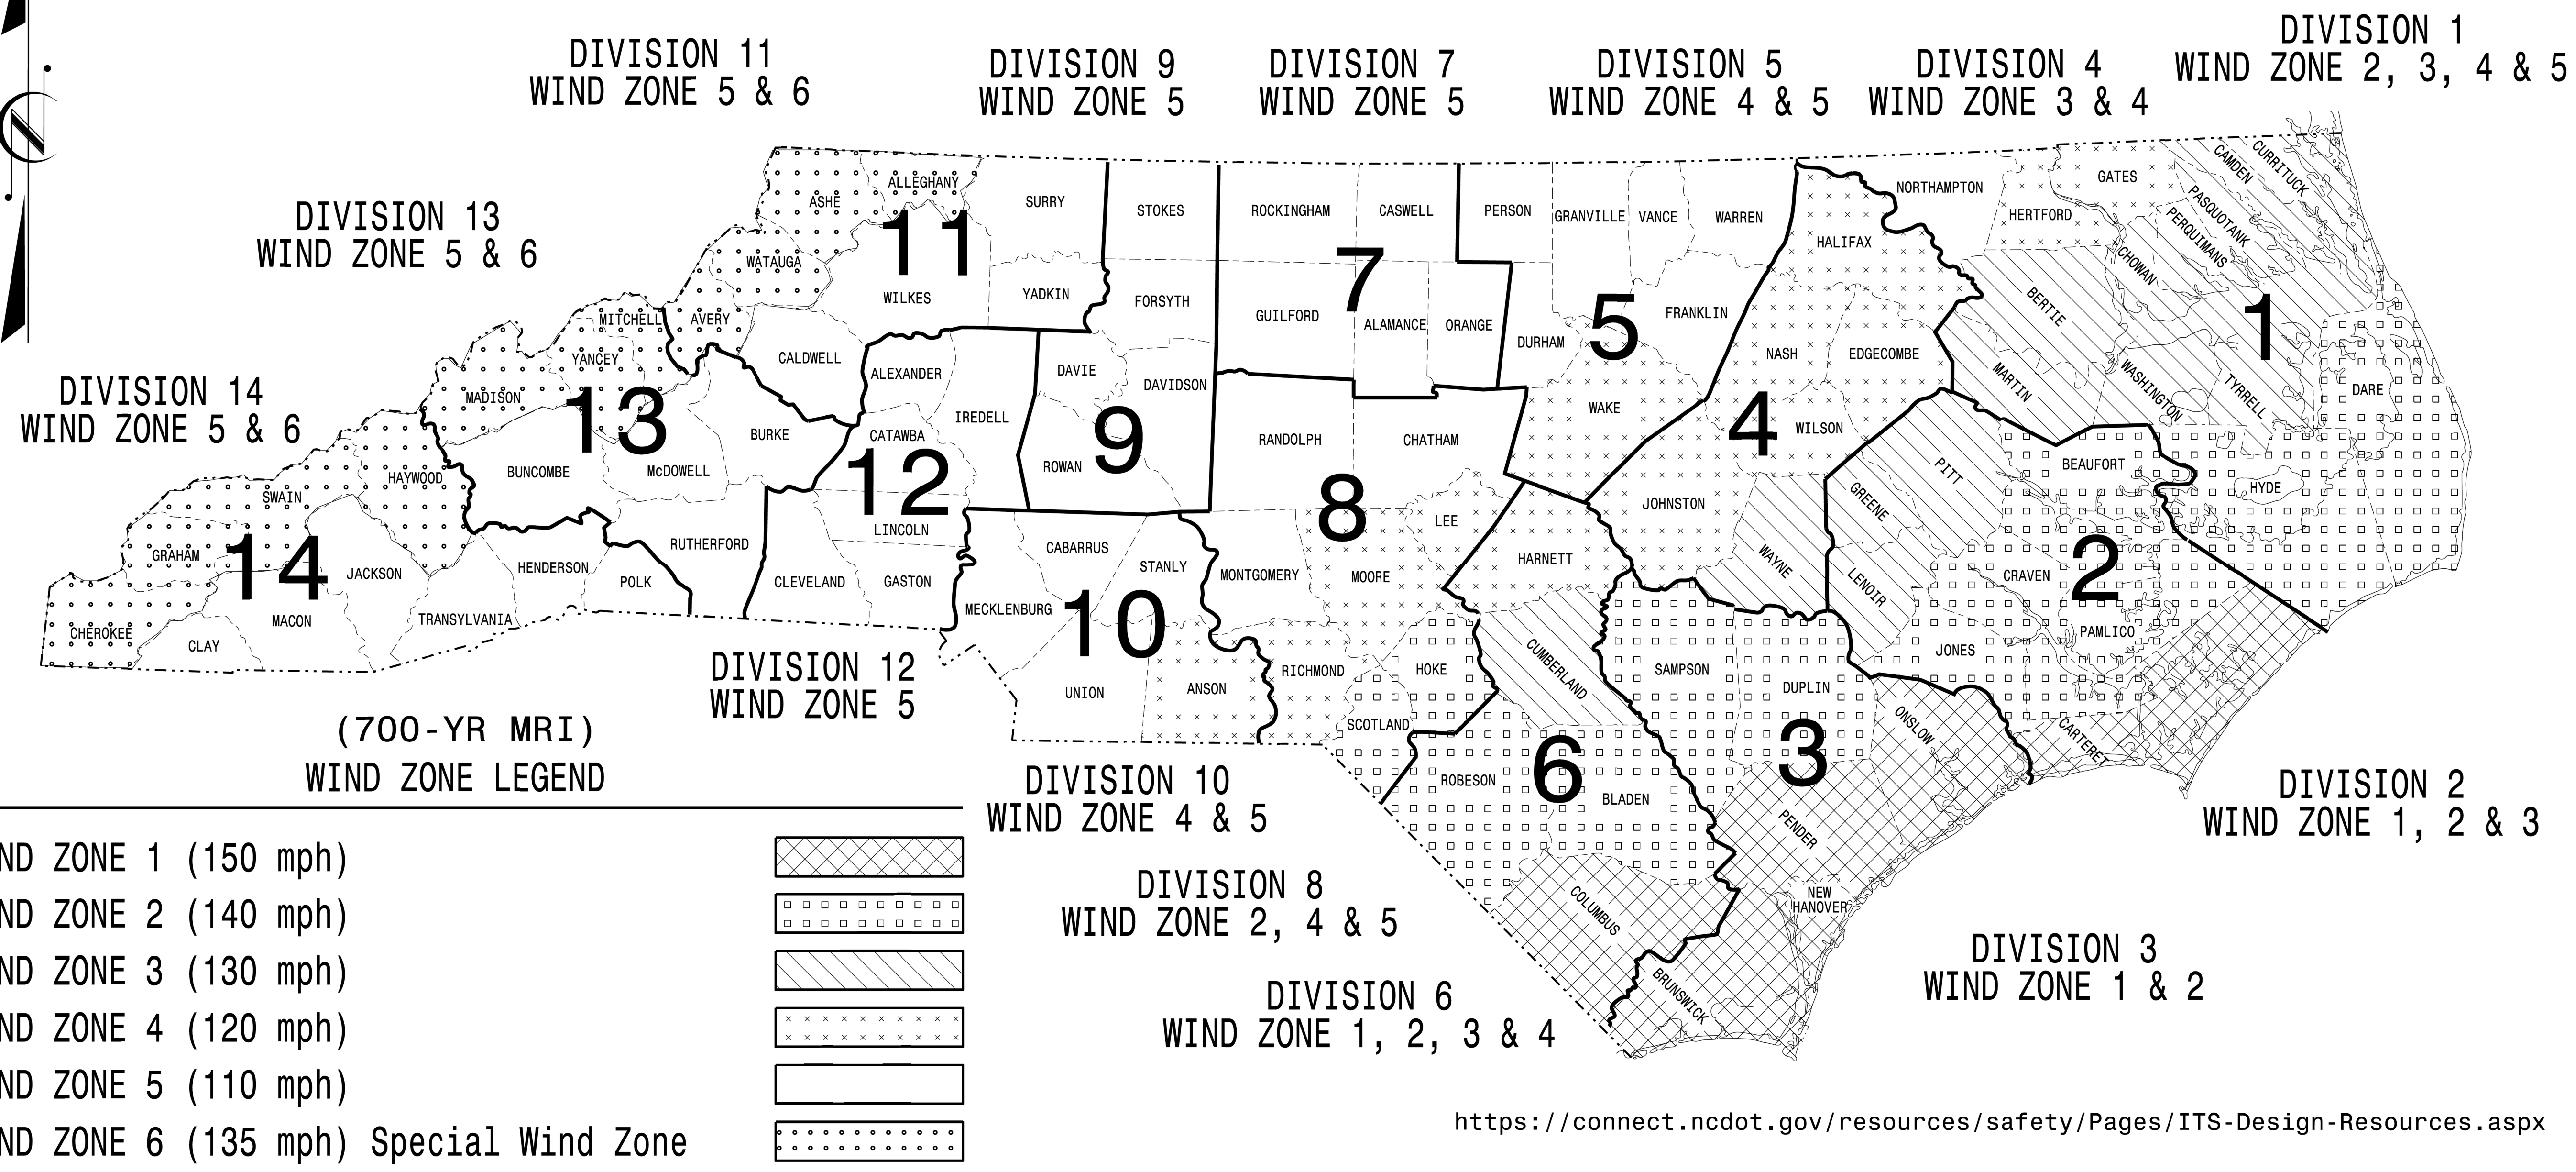 DIVISION 1
WIND ZONE 2, 3, 4 & 5
DIVISION 11
WIND ZONE 5 & 6
DIVISION 9
WIND ZONE 5
DIVISION 7
WIND ZONE 5
DIVISION 5
WIND ZONE 4 & 5
DIVISION 4
WIND ZONE 3 & 4
DIVISION 13
WIND ZONE 5 & 6
DIVISION 14
WIND ZONE 5 & 6
N
ASHE
ALLEGHANY
SURRY
STOKES
ROCKINGHAM
CASWELL
PERSON
GRANVILLE
VANCE
WARREN
NORTHAMPTON
HERTFORD
GATES
CAMDEN
CURRITUCK
PASQUOTANK
PERQUIMANS
CHOWAN
HALIFAX
11
WATAUGA
WILKES
YADKIN
FORSYTH
7
GUILFORD
ALAMANCE
ORANGE
DURHAM
5
FRANKLIN
NASH
EDGECOMBE
BERTIE
1
MITCHELL
AVERY
YANCEY
CALDWELL
ALEXANDER
DAVIE
DAVIDSON
IREDELL
MADISON
13
BURKE
CATAWBA
9
ROWAN
RANDOLPH
CHATHAM
WAKE
4
WILSON
MARTIN
WASHINGTON
TYRRELL
DARE
HAYWOOD
BUNCOMBE
McDOWELL
12
LINCOLN
8
LEE
JOHNSTON
GREENE
PITT
BEAUFORT
HYDE
SWAIN
GRAHAM
14
JACKSON
HENDERSON
RUTHERFORD
POLK
CLEVELAND
GASTON
CABARRUS
STANLY
MONTGOMERY
MOORE
HARNETT
WAYNE
LENOIR
CRAVEN
2
CHEROKEE
CLAY
MACON
TRANSYLVANIA
MECKLENBURG
10
UNION
ANSON
RICHMOND
HOKE
SCOTLAND
CUMBERLAND
SAMPSON
DUPLIN
JONES
PAMLICO
ONSLOW
CARTERET
6
ROBESON
BLADEN
3
PENDER
COLUMBUS
NEW
HANOVER
BRUNSWICK
DIVISION 12
WIND ZONE 5
DIVISION 10
WIND ZONE 4 & 5
DIVISION 8
WIND ZONE 2, 4 & 5
DIVISION 6
WIND ZONE 1, 2, 3 & 4
DIVISION 2
WIND ZONE 1, 2 & 3
DIVISION 3
WIND ZONE 1 & 2
(700-YR MRI)
WIND ZONE LEGEND
ND ZONE 1 (150 mph)
ND ZONE 2 (140 mph)
ND ZONE 3 (130 mph)
ND ZONE 4 (120 mph)
ND ZONE 5 (110 mph)
ND ZONE 6 (135 mph) Special Wind Zone
https://connect.ncdot.gov/resources/safety/Pages/ITS-Design-Resources.aspx